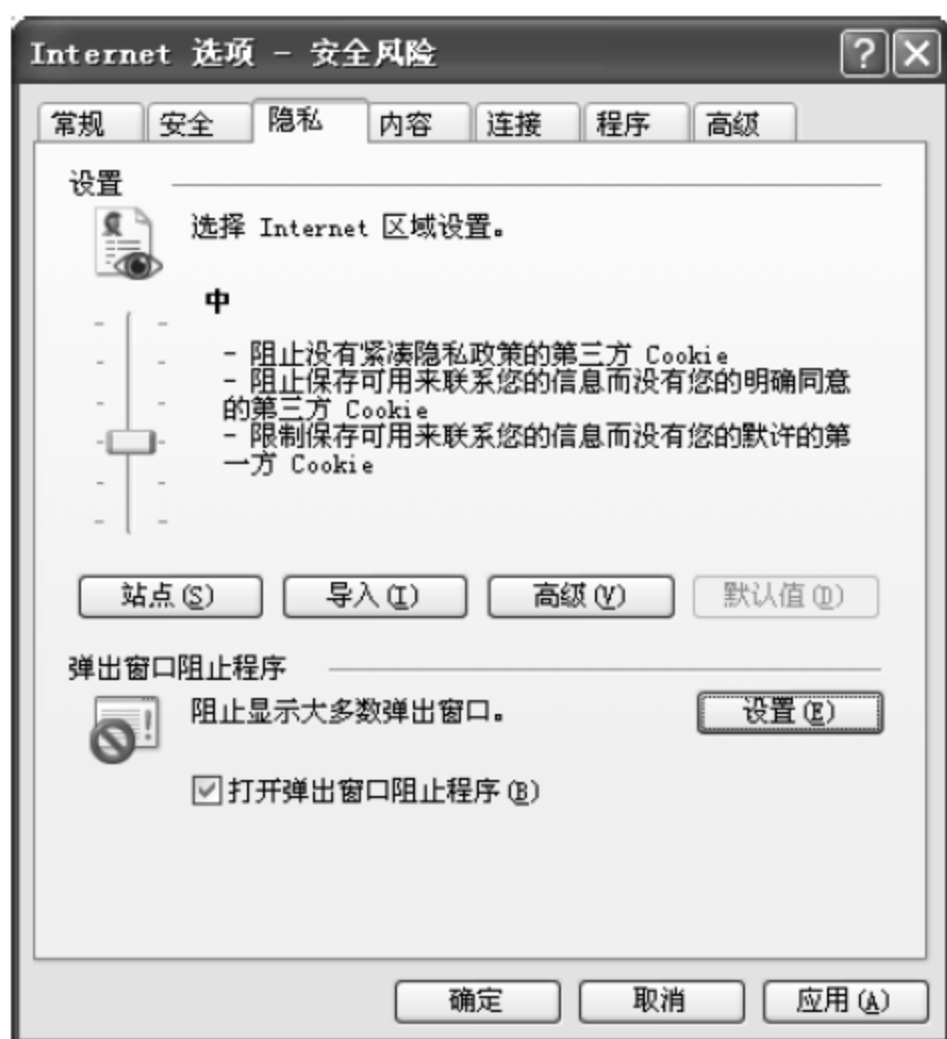 Internet 选项 - 安全风险
常规 安全 隐私 内容 连接 程序 高级
设置
选择 Internet 区域设置。
中
- 阻止没有紧凑隐私政策的第三方 Cookie
- 阻止保存可用来联系您的信息而没有您的明确同意
的第三方 Cookie
- 限制保存可用来联系您的信息而没有您的默许的第
一方 Cookie
站点(S) 导入(I) 高级(V) 默认值(D)
弹出窗口阻止程序
阻止显示大多数弹出窗口。 设置(E)
打开弹出窗口阻止程序(B)
确定 取消 应用(A)